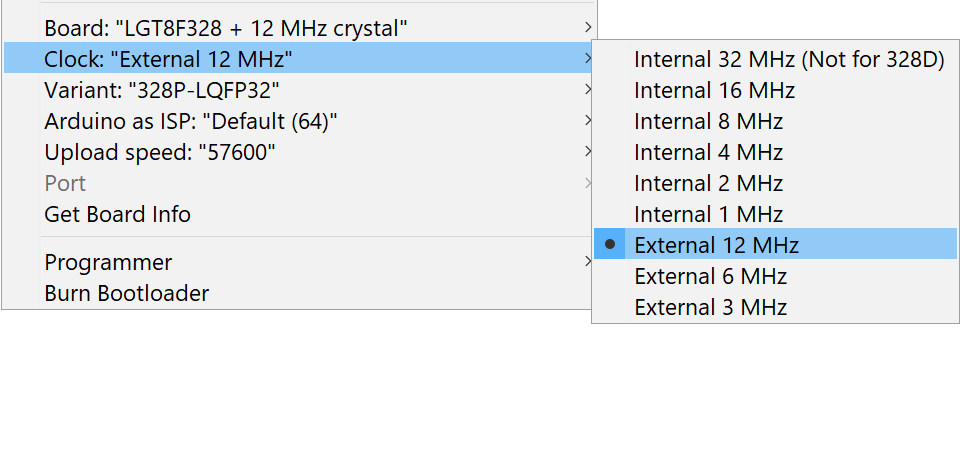 Board: "LGT8F328 + 12 MHz crystal"
Clock: "External 12 MHz"
Variant: "328P-LQFP32"
Arduino as ISP: "Default (64)"
Upload speed: "57600"
Port
Get Board Info
Programmer
Burn Bootloader
Internal 32 MHz (Not for 328D)
Internal 16 MHz
Internal 8 MHz
Internal 4 MHz
Internal 2 MHz
Internal 1 MHz
External 12 MHz
External 6 MHz
External 3 MHz